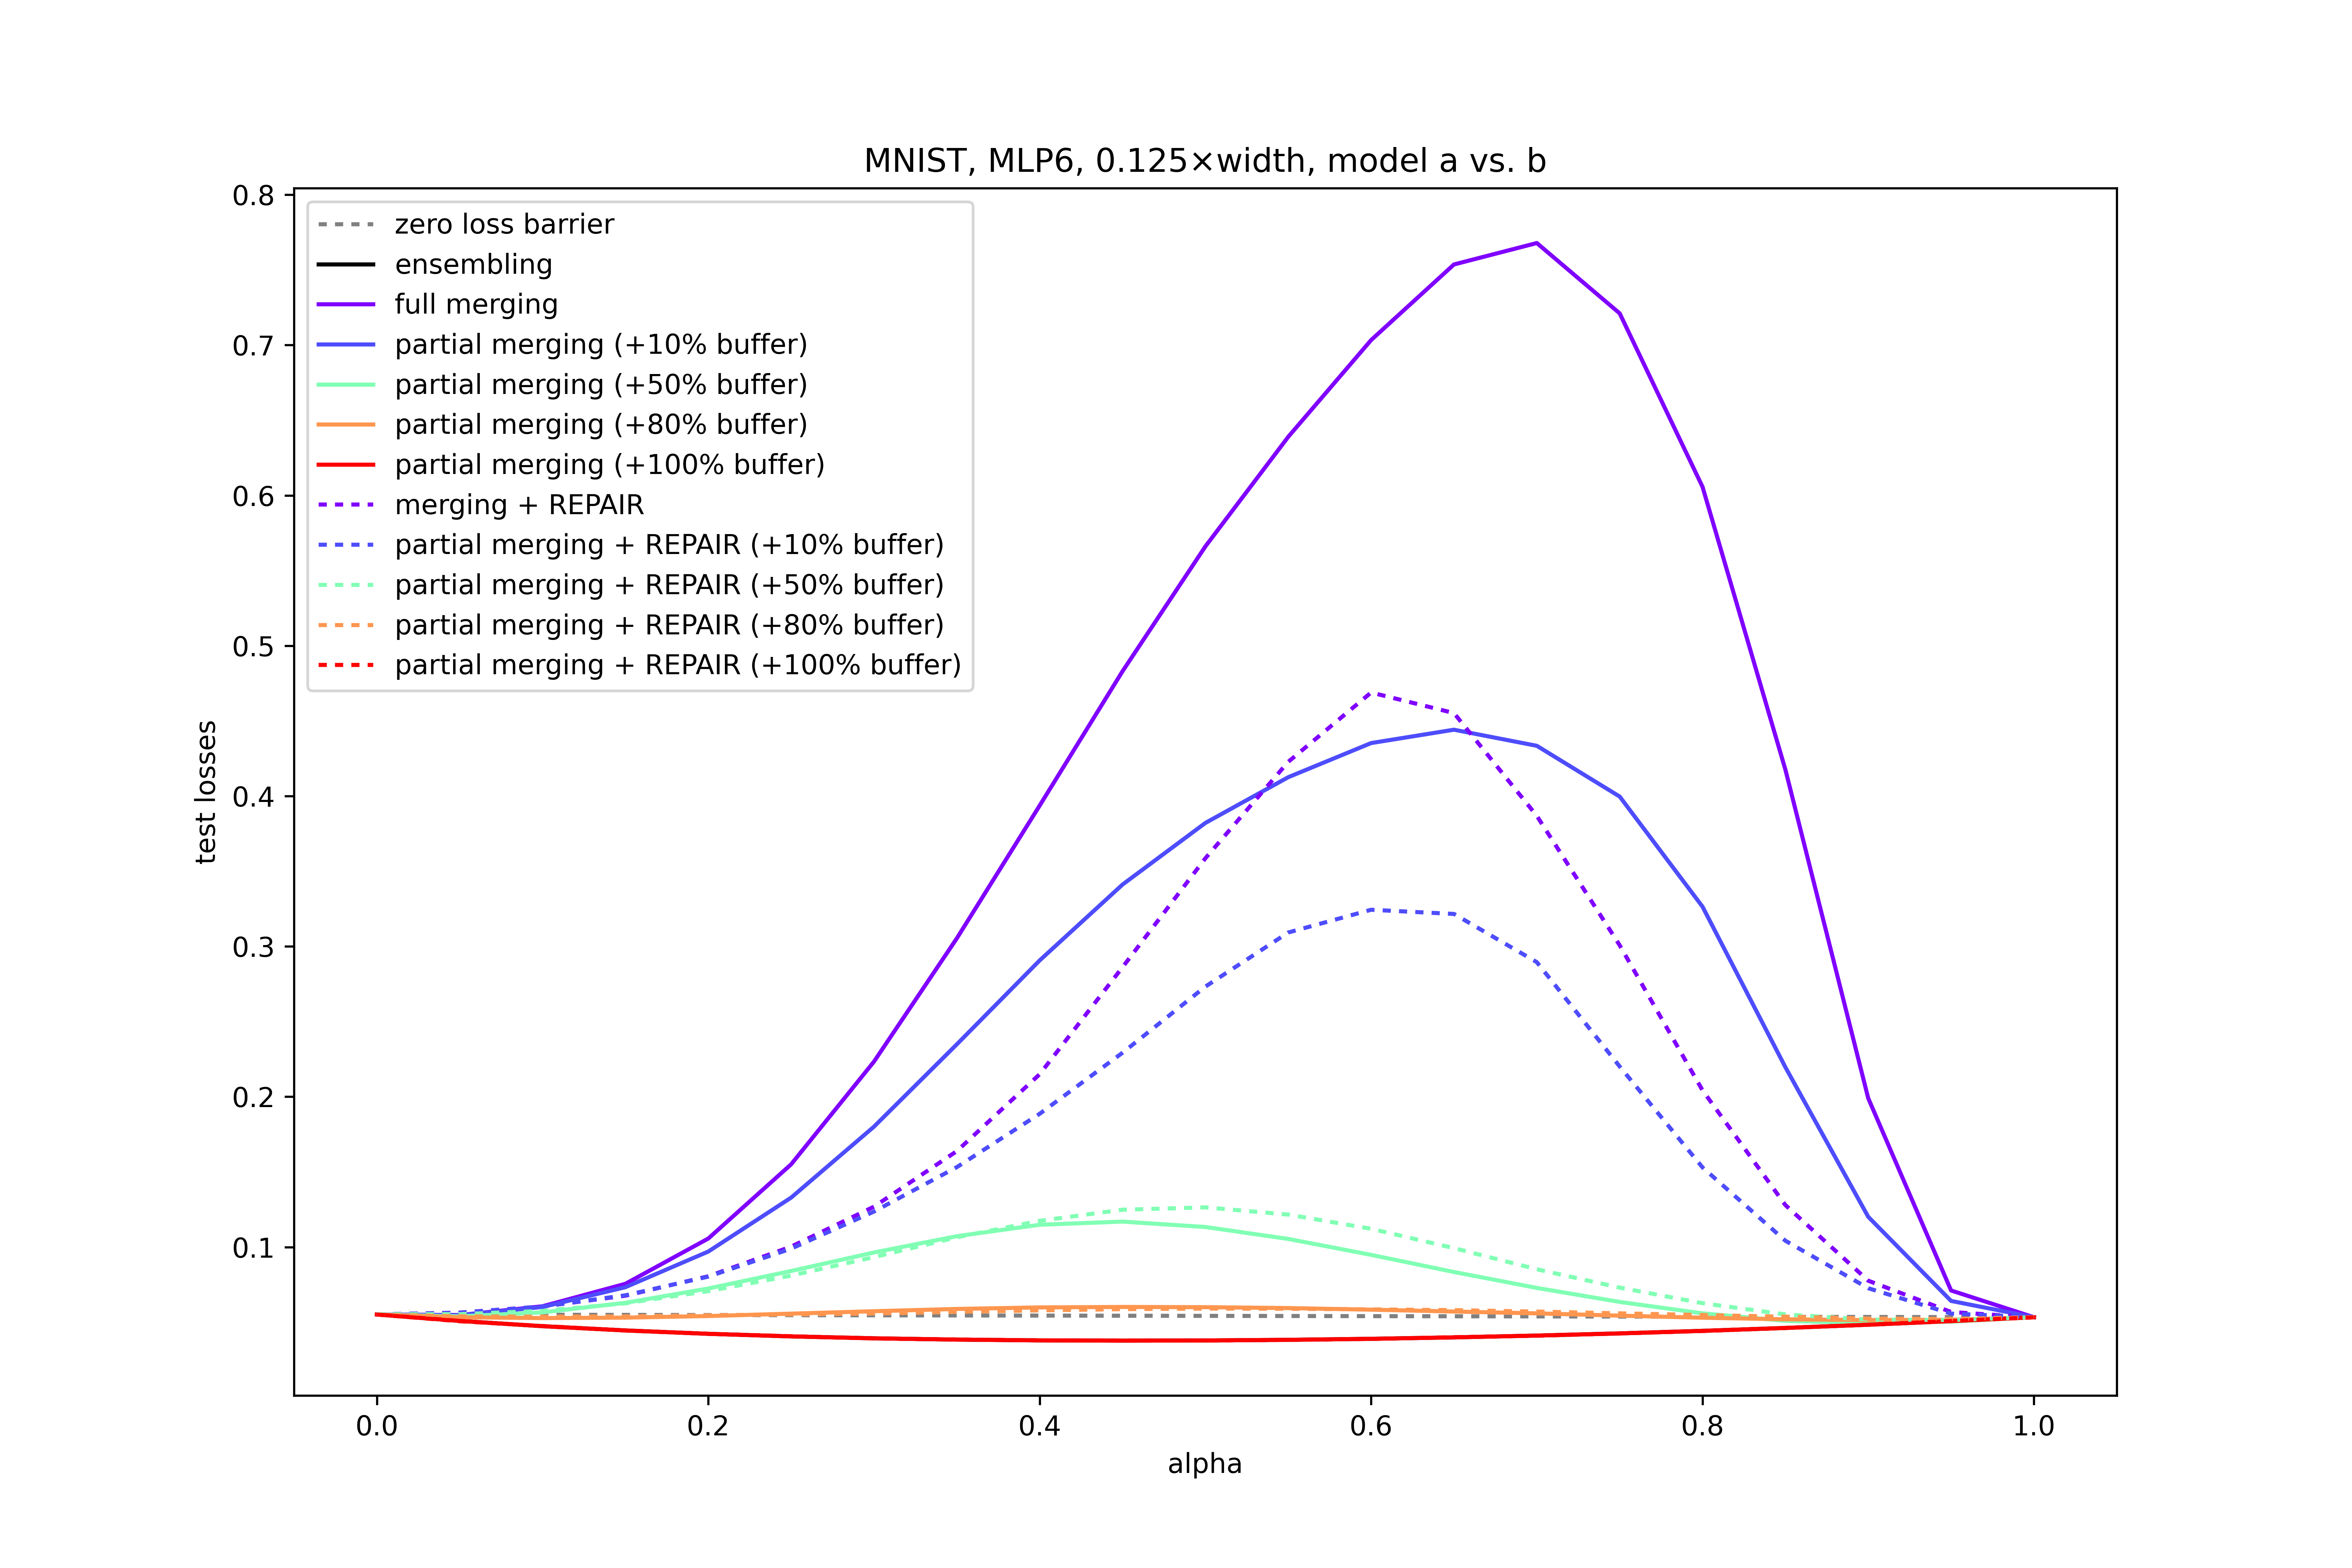 MNIST, MLP6, 0.125×width, model a vs. b
0.8
0.7
0.6
0.5
0.4
0.3
0.2
0.1
test losses
zero loss barrier
ensembling
full merging
partial merging (+10% buffer)
partial merging (+50% buffer)
partial merging (+80% buffer)
partial merging (+100% buffer)
merging + REPAIR
partial merging + REPAIR (+10% buffer)
partial merging + REPAIR (+50% buffer)
partial merging + REPAIR (+80% buffer)
partial merging + REPAIR (+100% buffer)
0.0 0.2 0.4 0.6 0.8 1.0
alpha